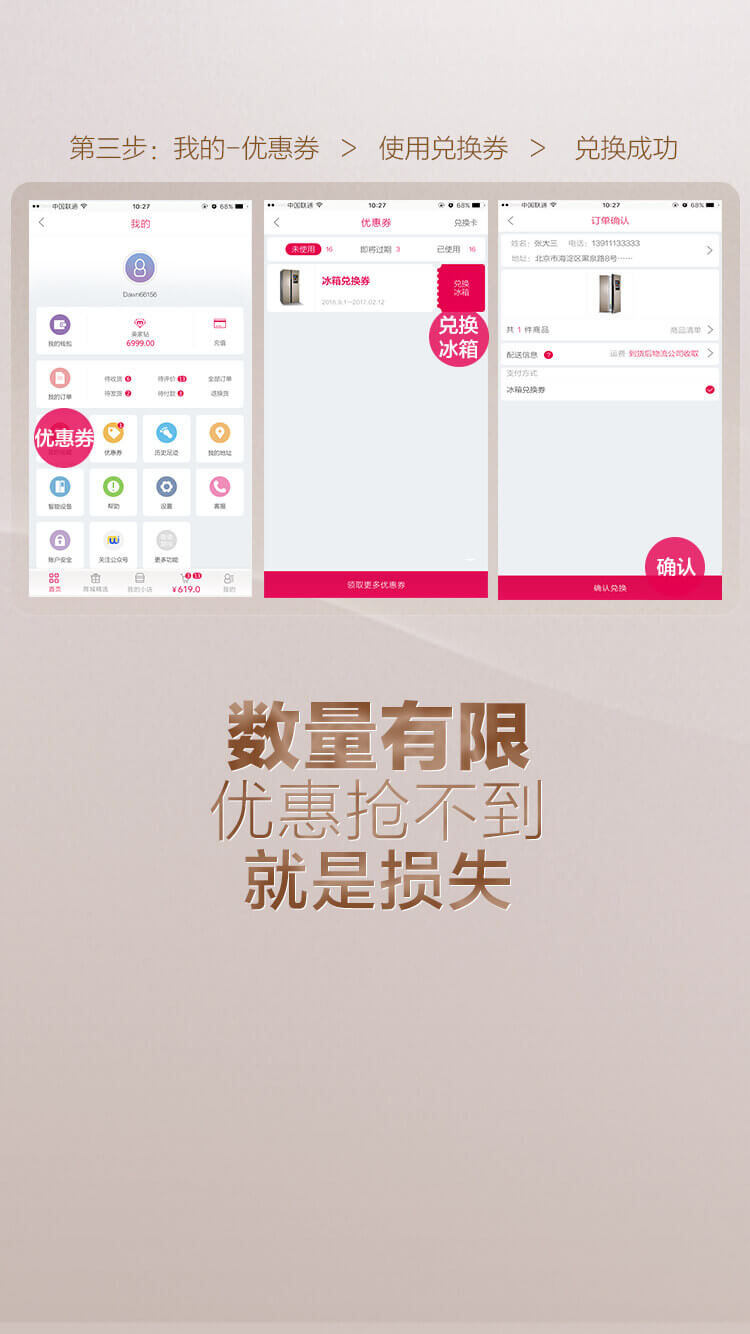 第三步：我的-优惠券 > 使用兑换券 > 兑换成功
中国联通 10:27 68%
我的
Dawn66156
我的钱包
美家钻
6999.00
充值
我的订单
待收货 6 待评价 13 全部订单
待发货 2 待付款 8 退换货
优惠券
优惠券 1
历史足迹
我的地址
智能设备
帮助
设置
客服
账户安全
关注公众号
更多功能
首页
商城精选
我的小店
¥619.0
我的
中国联通 10:27 68%
优惠券
兑换卡
未使用 16 即将过期 3 已使用 16
冰箱兑换券
2016.9.1—2017.02.12
兑换
冰箱
兑换
冰箱
领取更多优惠券
中国联通 10:27 68%
订单确认
姓名：张大三 电话：13911133333
地址：北京市海淀区黑泉路8号……
共 1 件商品 商品清单
配送信息 ? 运费 到货后物流公司收取
支付方式
冰箱兑换券
确认
确认兑换
数量有限
优惠抢不到
就是损失